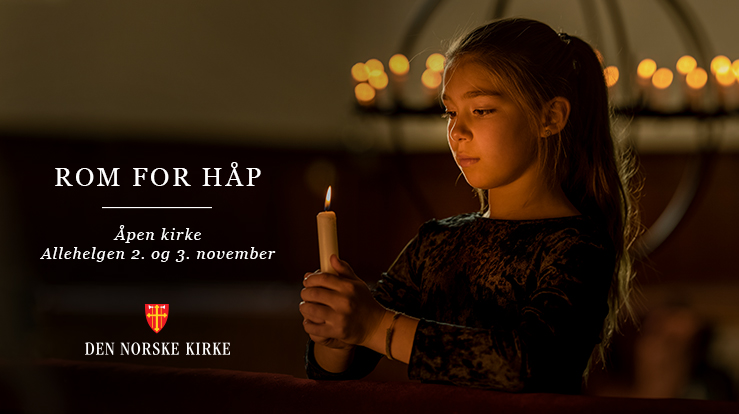 ROM FOR HÅP
Åpen kirke
Allehelgen 2. og 3. november
DEN NORSKE KIRKE